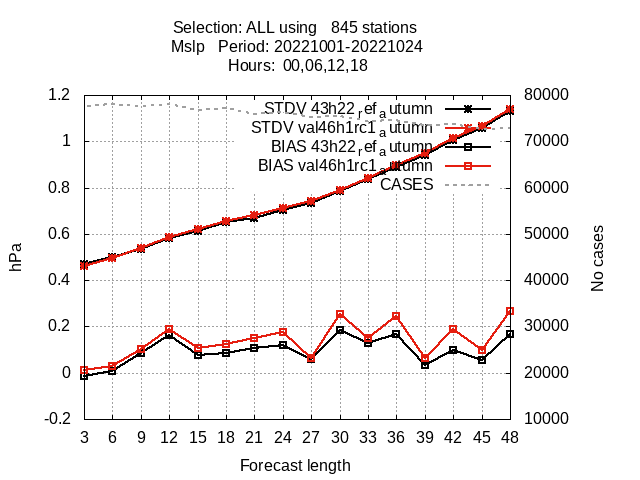 Selection: ALL using   845 stations
Mslp   Period: 20221001-20221024
Hours: 00,06,12,18
STDV 43h22_ref_autumn
STDV val46h1rc1_autumn
BIAS 43h22_ref_autumn
BIAS val46h1rc1_autumn
CASES
1.2
1
0.8
0.6
0.4
0.2
0
-0.2
hPa
80000
70000
60000
50000
40000
30000
20000
10000
No cases
3 6 9 12 15 18 21 24 27 30 33 36 39 42 45 48
Forecast length